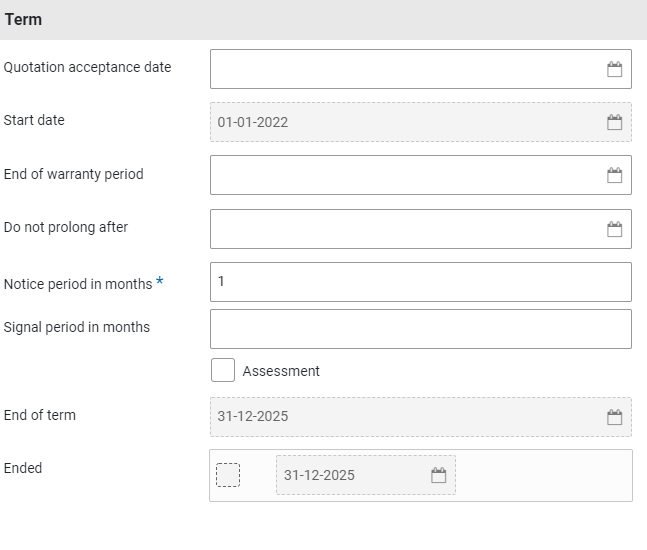 Term
Quotation acceptance date
Start date 01-01-2022
End of warranty period
Do not prolong after
Notice period in months * 1
Signal period in months
Assessment
End of term 31-12-2025
Ended 31-12-2025